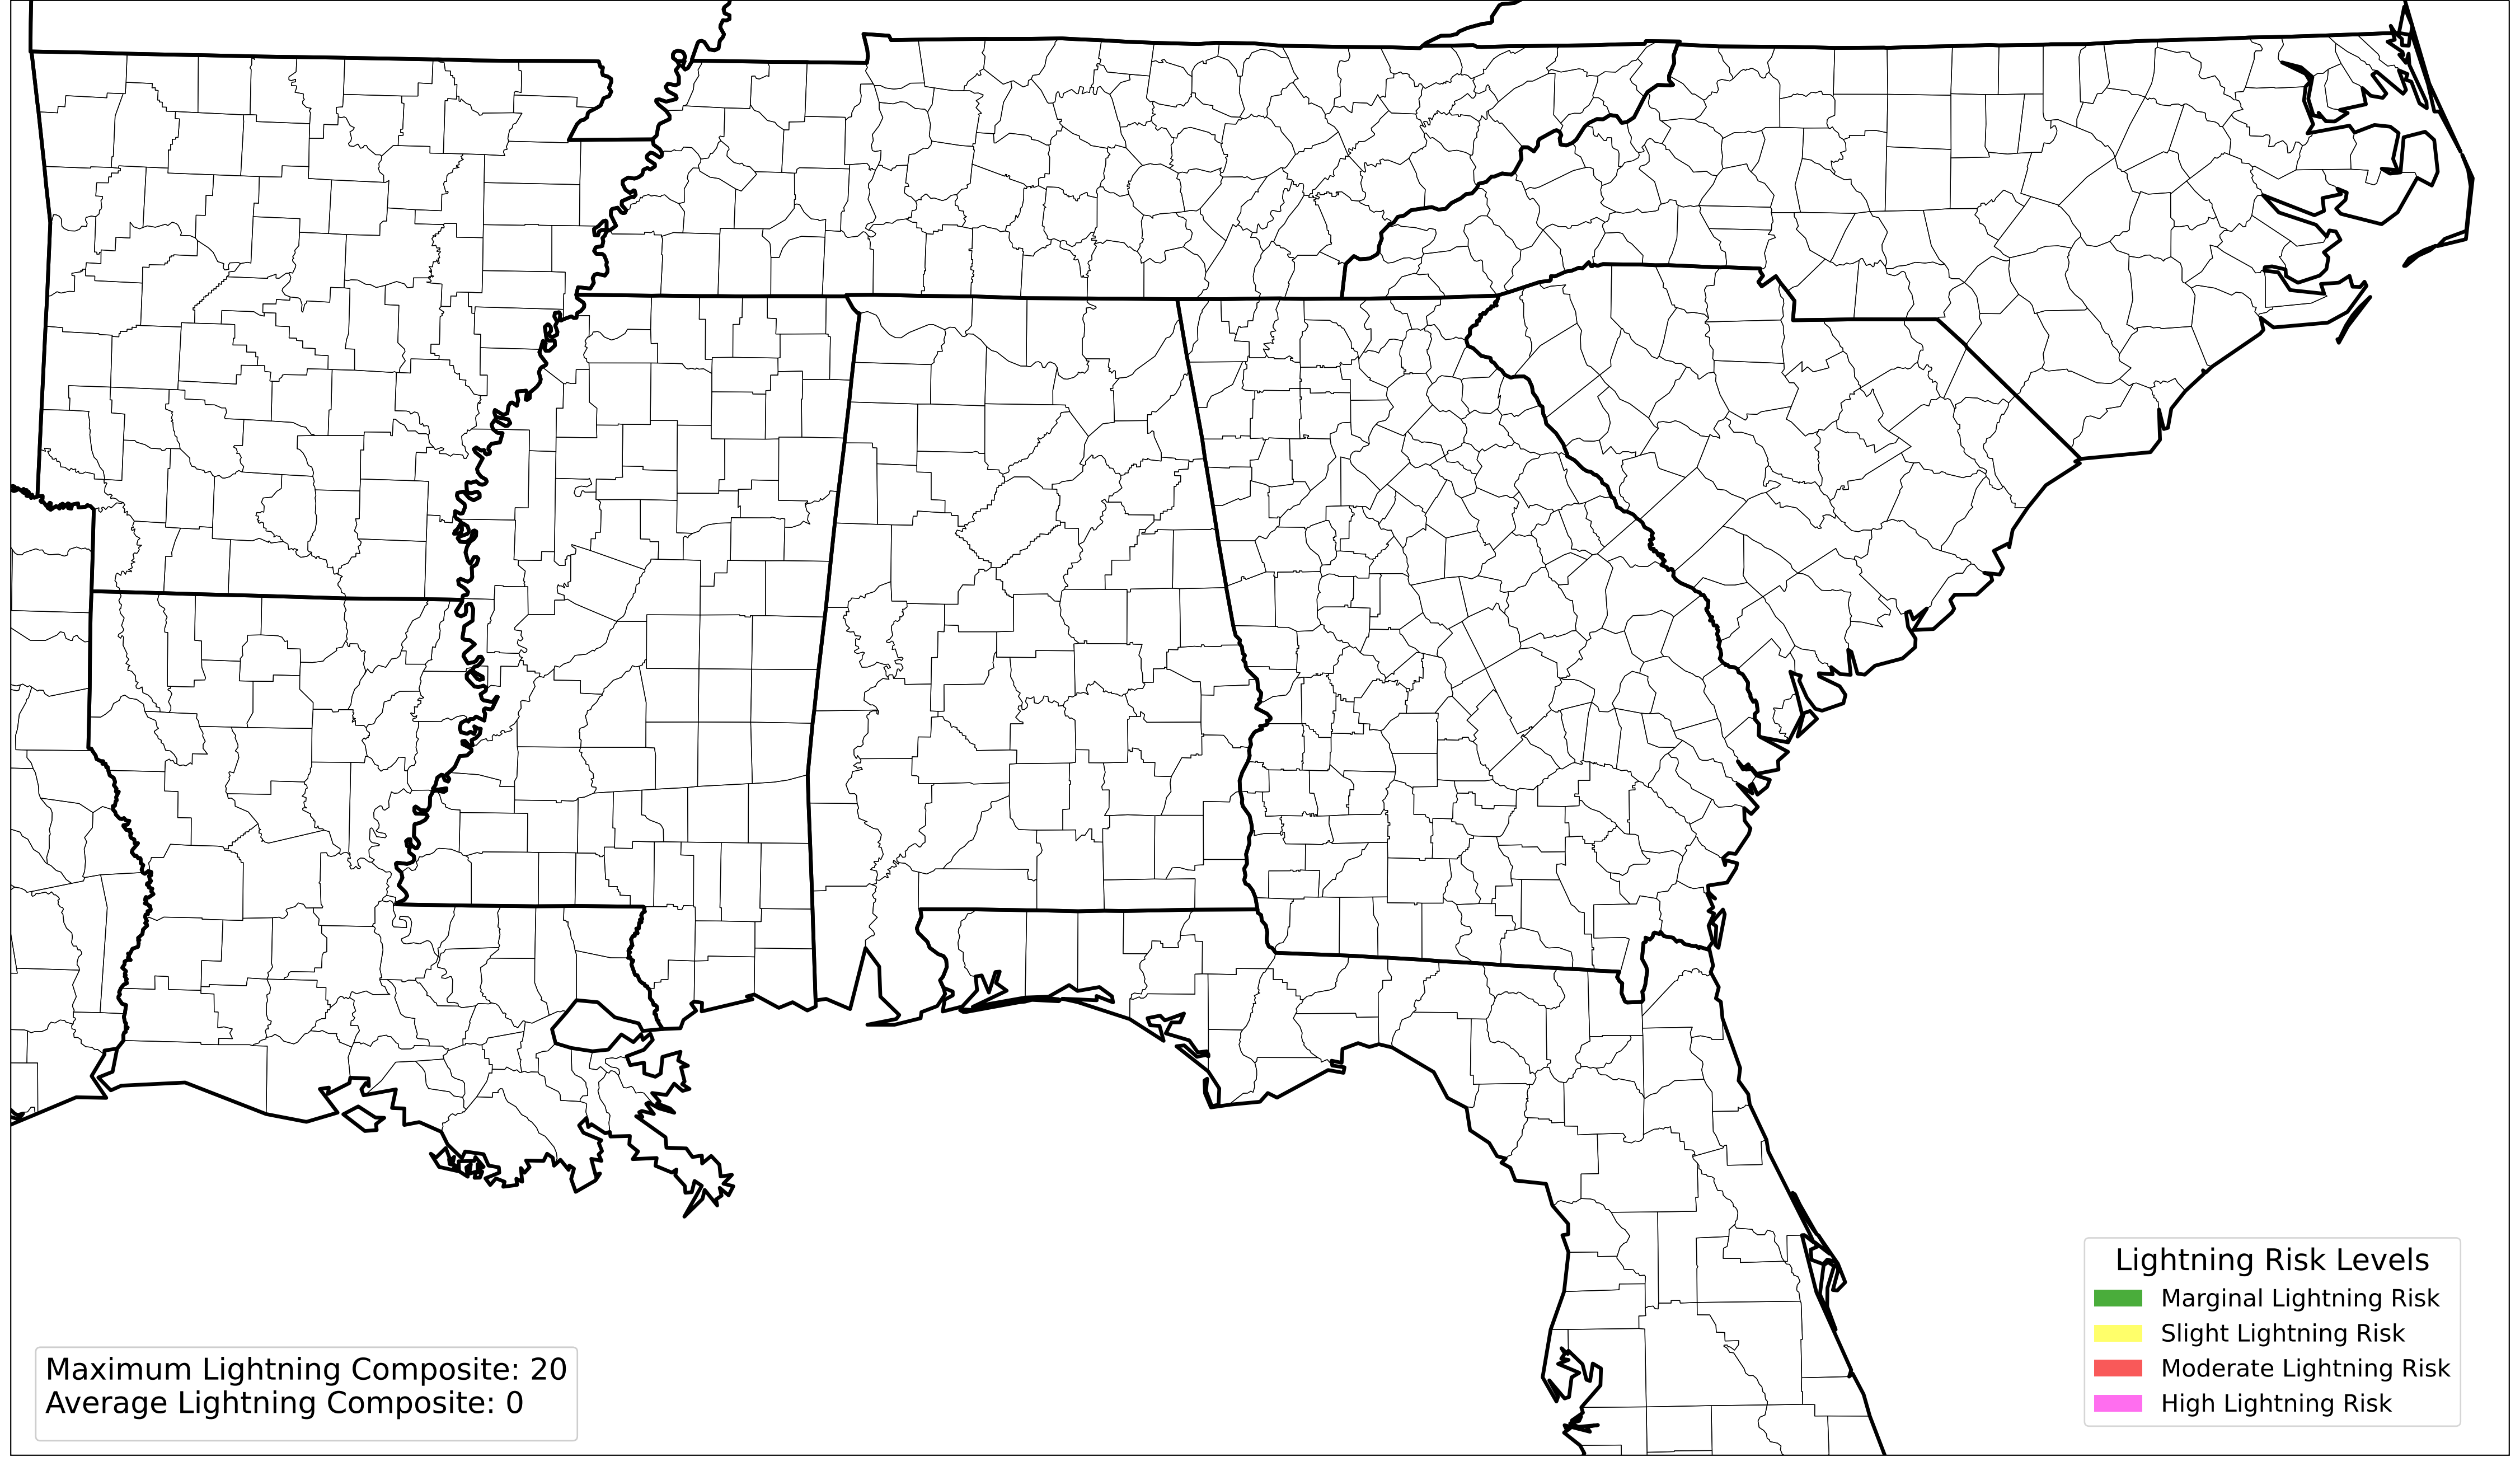 Maximum Lightning Composite: 20
Average Lightning Composite: 0
Lightning Risk Levels
Marginal Lightning Risk
Slight Lightning Risk
Moderate Lightning Risk
High Lightning Risk